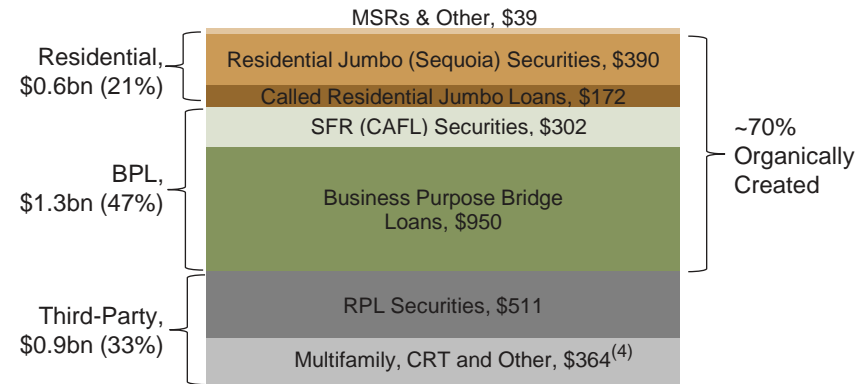 MSRs & Other, $39
Residential,
$0.6bn (21%)
Residential Jumbo (Sequoia) Securities, $390
Called Residential Jumbo Loans, $172
SFR (CAFL) Securities, $302
BPL,
$1.3bn (47%)
Business Purpose Bridge
Loans, $950
~70%
Organically
Created
Third-Party,
$0.9bn (33%)
RPL Securities, $511
Multifamily, CRT and Other, $364(4)